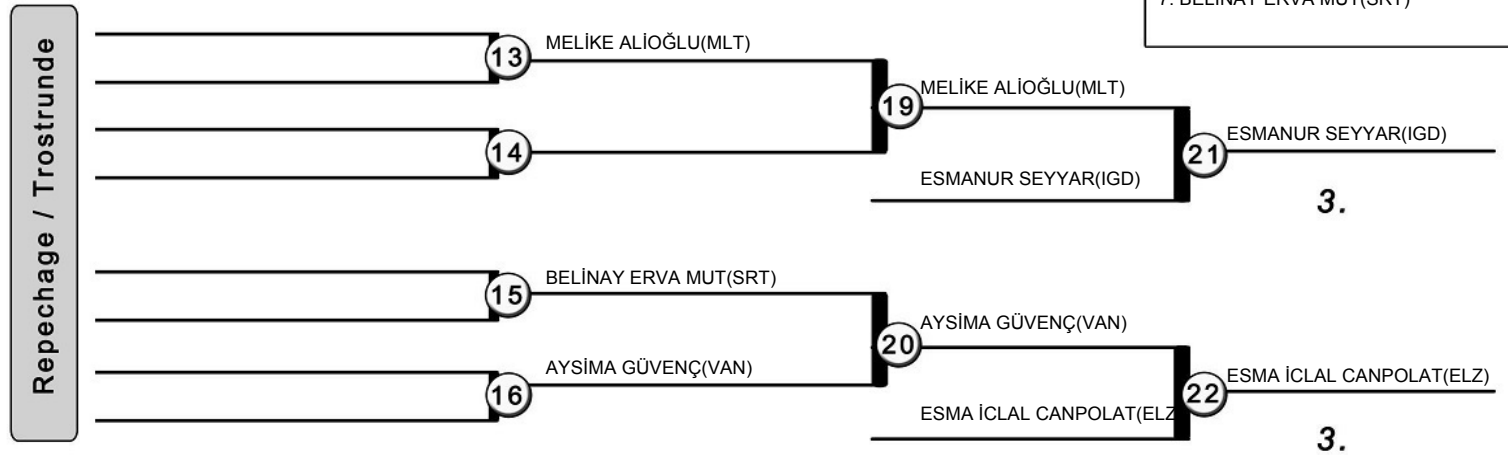 7. BELİNAY ERVA MUT(SRT)
Repechage / Trostrunde
13
MELİKE ALİOĞLU(MLT)
14
19
MELİKE ALİOĞLU(MLT)
ESMANUR SEYYAR(IGD)
21
ESMANUR SEYYAR(IGD)
3.
15
BELİNAY ERVA MUT(SRT)
16
AYSİMA GÜVENÇ(VAN)
20
AYSİMA GÜVENÇ(VAN)
ESMA İCLAL CANPOLAT(ELZ
22
ESMA İCLAL CANPOLAT(ELZ)
3.